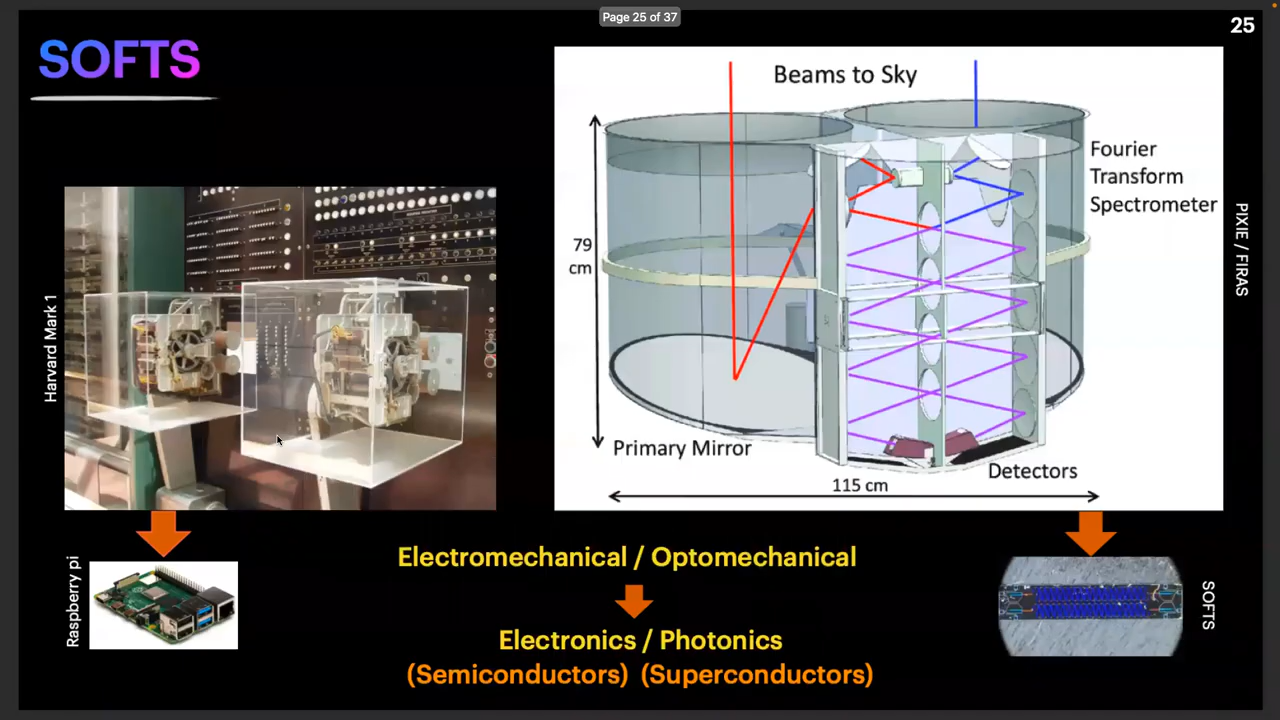 Page 25 of 37
25
SOFTS
Harvard Mark 1
Beams to Sky
Fourier
Transform
Spectrometer
79
cm
Primary Mirror
Detectors
115 cm
PIXIE / FIRAS
Raspberry pi
Electromechanical / Optomechanical
Electronics / Photonics
(Semiconductors) (Superconductors)
SOFTS